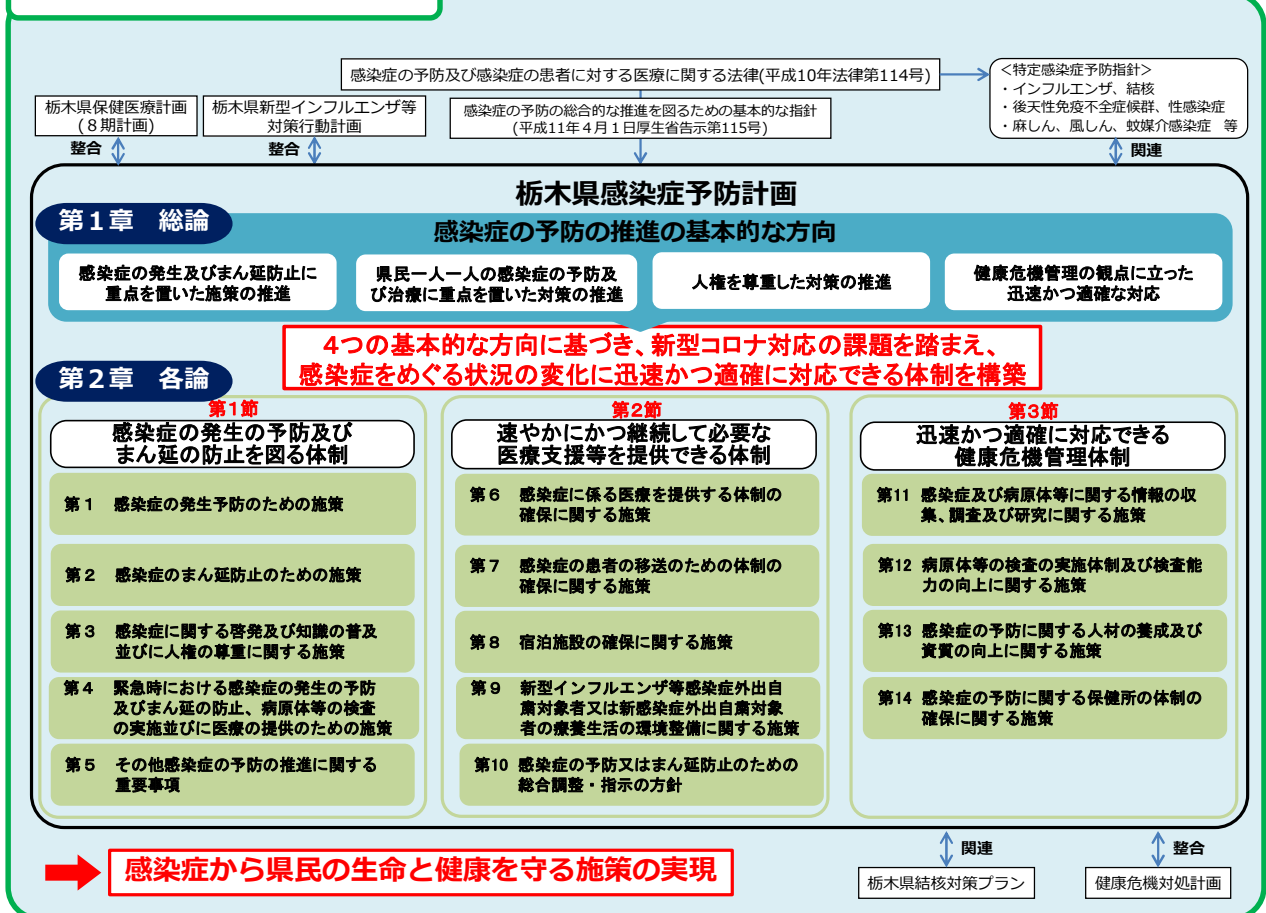 感染症の予防及び感染症の患者に対する医療に関する法律(平成10年法律第114号)
＜特定感染症予防指針＞
・インフルエンザ、結核
・後天性免疫不全症候群、性感染症
・麻しん、風しん、蚊媒介感染症　等
栃木県保健医療計画
(８期計画)
栃木県新型インフルエンザ等
対策行動計画
感染症の予防の総合的な推進を図るための基本的な指針
(平成11年４月１日厚生省告示第115号)
整合
整合
関連
栃木県感染症予防計画
第１章　総論
感染症の予防の推進の基本的な方向
感染症の発生及びまん延防止に
重点を置いた施策の推進
県民一人一人の感染症の予防及
び治療に重点を置いた対策の推進
人権を尊重した対策の推進
健康危機管理の観点に立った
迅速かつ適確な対応
４つの基本的な方向に基づき、新型コロナ対応の課題を踏まえ、
感染症をめぐる状況の変化に迅速かつ適確に対応できる体制を構築
第２章　各論
第１節
感染症の発生の予防及び
まん延の防止を図る体制
第１　感染症の発生予防のための施策
第２　感染症のまん延防止のための施策
第３　感染症に関する啓発及び知識の普及
並びに人権の尊重に関する施策
第４　緊急時における感染症の発生の予防
及びまん延の防止、病原体等の検査
の実施並びに医療の提供のための施策
第５　その他感染症の予防の推進に関する
重要事項
第２節
速やかにかつ継続して必要な
医療支援等を提供できる体制
第６　感染症に係る医療を提供する体制の
確保に関する施策
第７　感染症の患者の移送のための体制の
確保に関する施策
第８　宿泊施設の確保に関する施策
第９　新型インフルエンザ等感染症外出自
粛対象者又は新感染症外出自粛対象
者の療養生活の環境整備に関する施策
第10　感染症の予防又はまん延防止のための
総合調整・指示の方針
第３節
迅速かつ適確に対応できる
健康危機管理体制
第11　感染症及び病原体等に関する情報の収
集、調査及び研究に関する施策
第12　病原体等の検査の実施体制及び検査能
力の向上に関する施策
第13　感染症の予防に関する人材の養成及び
資質の向上に関する施策
第14　感染症の予防に関する保健所の体制の
確保に関する施策
感染症から県民の生命と健康を守る施策の実現
関連
整合
栃木県結核対策プラン
健康危機対処計画